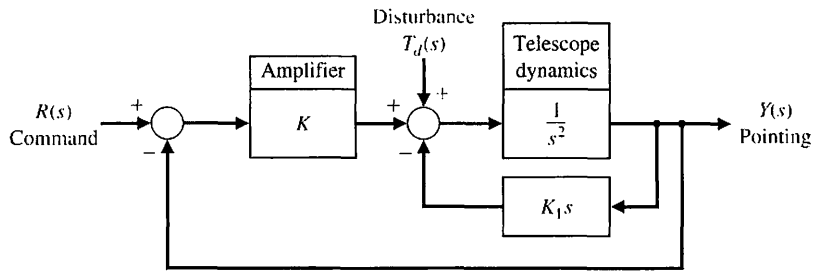 Disturbance
T_d(s)
Amplifier
K
Telescope
dynamics
1
s²
R(s)
Command
+
−
+
+
−
Y(s)
Pointing
K₁s